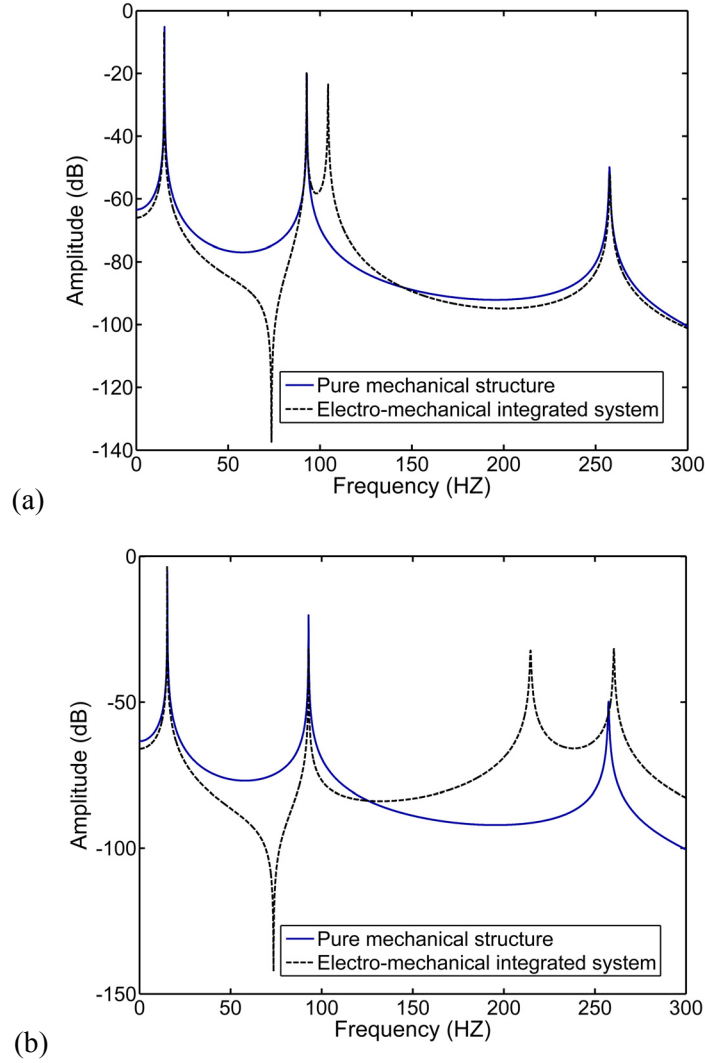 0
-20
-40
-60
-80
-100
-120
-140
Amplitude (dB)
Pure mechanical structure
Electro-mechanical integrated system
0 50 100 150 200 250 300
Frequency (HZ)
(a)
0
-50
-100
-150
Amplitude (dB)
Pure mechanical structure
Electro-mechanical integrated system
0 50 100 150 200 250 300
Frequency (HZ)
(b)